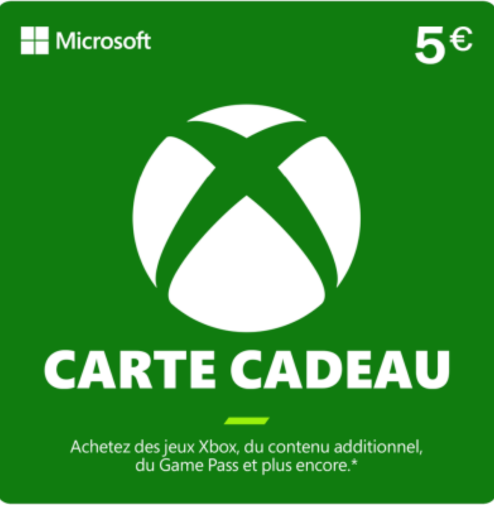 Microsoft
5€
CARTE CADEAU
Achetez des jeux Xbox, du contenu additionnel,
du Game Pass et plus encore.*